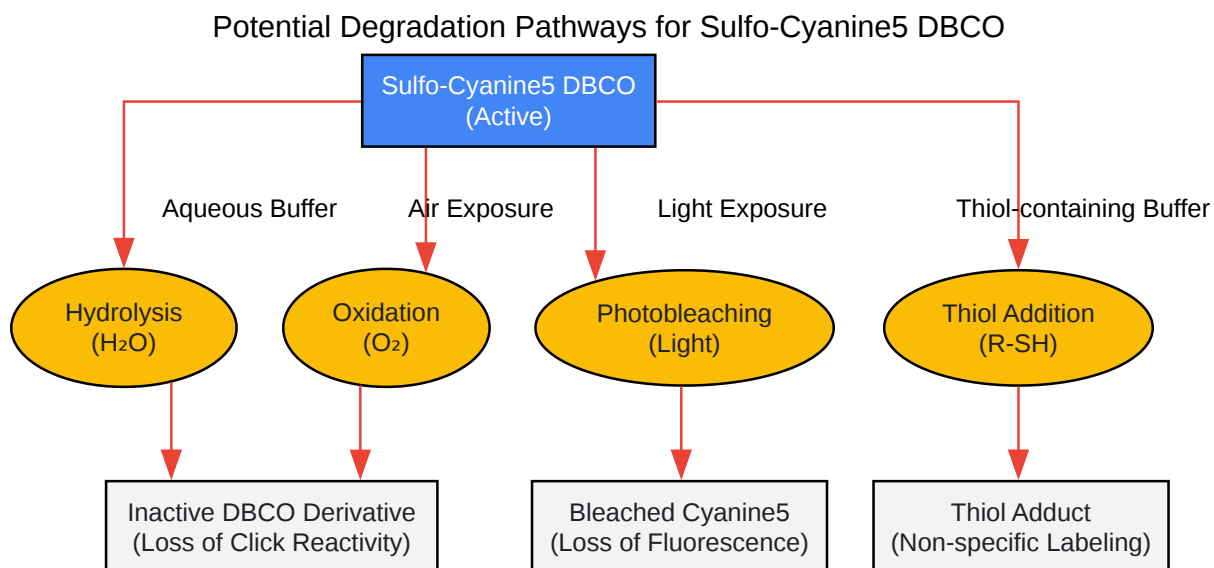 Potential Degradation Pathways for Sulfo-Cyanine5 DBCO
Sulfo-Cyanine5 DBCO
(Active)
Aqueous Buffer
Air Exposure
Light Exposure
Thiol-containing Buffer
Hydrolysis
(H₂O)
Oxidation
(O₂)
Photobleaching
(Light)
Thiol Addition
(R-SH)
Inactive DBCO Derivative
(Loss of Click Reactivity)
Bleached Cyanine5
(Loss of Fluorescence)
Thiol Adduct
(Non-specific Labeling)